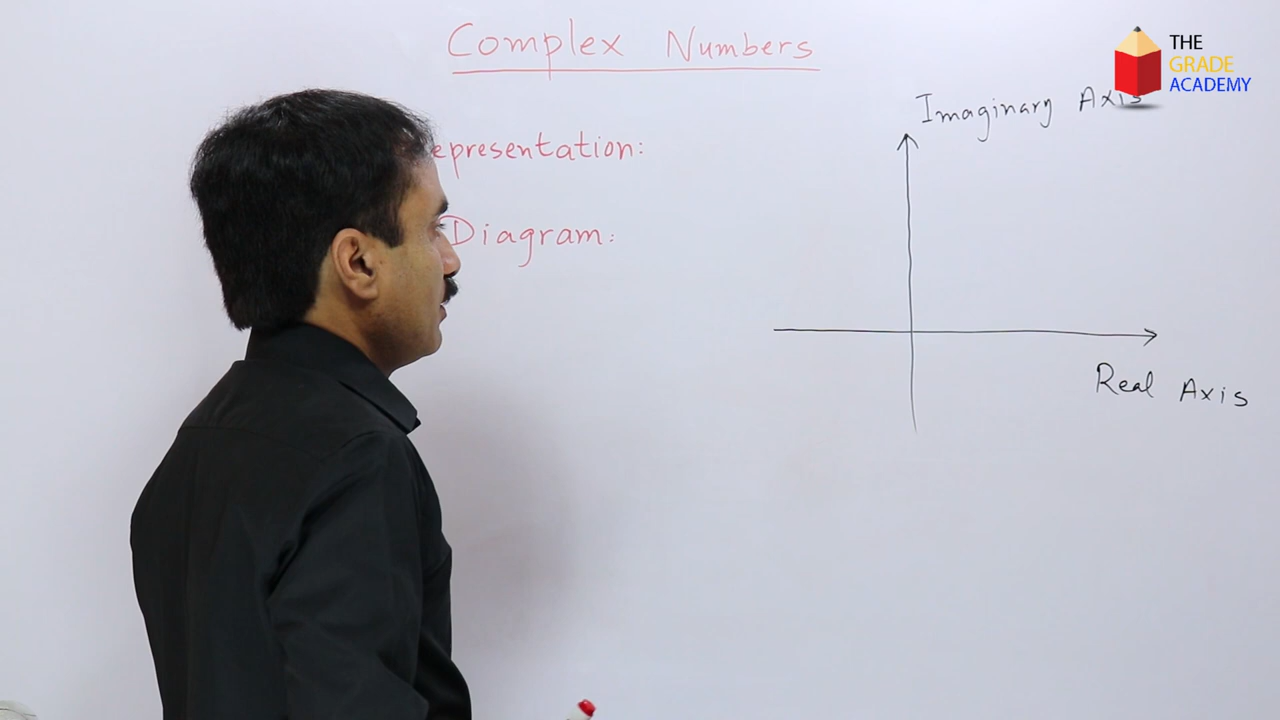 Complex Numbers
THE
GRADE
ACADEMY
Imaginary Axis
epresentation:
Diagram:
Real Axis